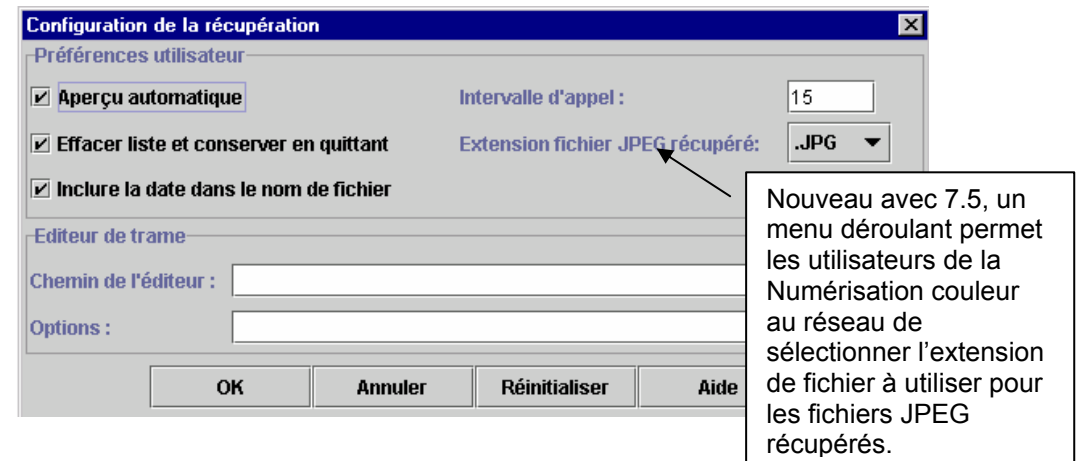 Configuration de la récupération
Préférences utilisateur
Aperçu automatique
Intervalle d'appel :
15
Effacer liste et conserver en quittant
Extension fichier JPEG récupéré:
.JPG
Inclure la date dans le nom de fichier
Editeur de trame
Chemin de l'éditeur :
Options :
OK
Annuler
Réinitialiser
Aide
Nouveau avec 7.5, un
menu déroulant permet
les utilisateurs de la
Numérisation couleur
au réseau de
sélectionner l’extension
de fichier à utiliser pour
les fichiers JPEG
récupérés.